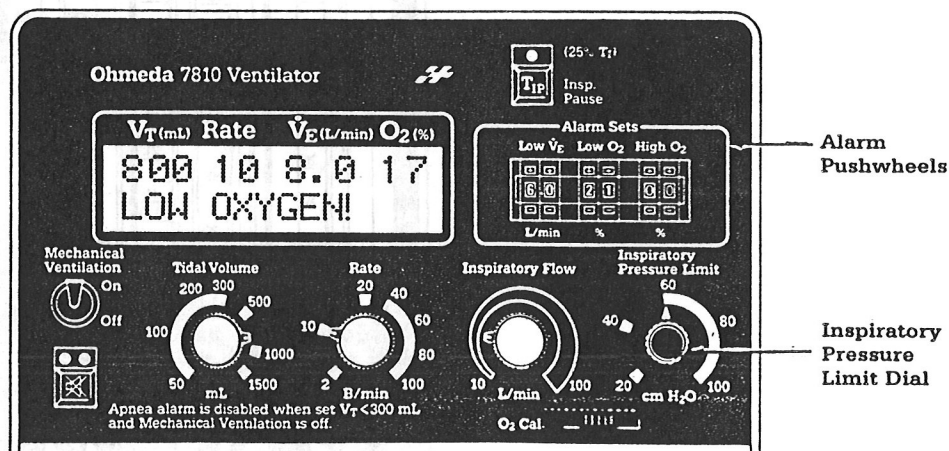 Ohmeda 7810 Ventilator
(25% TI)
TIP
Insp.
Pause
VT(mL) Rate V̇E(L/min) O2(%)
800 10 8.0 17
LOW OXYGEN!
Alarm Sets
Low V̇E Low O2 High O2
6.0 21 00
L/min % %
Alarm
Pushwheels
Mechanical
Ventilation
On
Off
Tidal Volume
50 100 200 300 500 1000 1500
mL
Rate
2 10 20 40 60 80 100
B/min
Inspiratory Flow
10 100
L/min
Inspiratory
Pressure Limit
20 40 60 80 100
cm H2O
Inspiratory
Pressure
Limit Dial
Apnea alarm is disabled when set VT<300 mL
and Mechanical Ventilation is off.
O2 Cal.